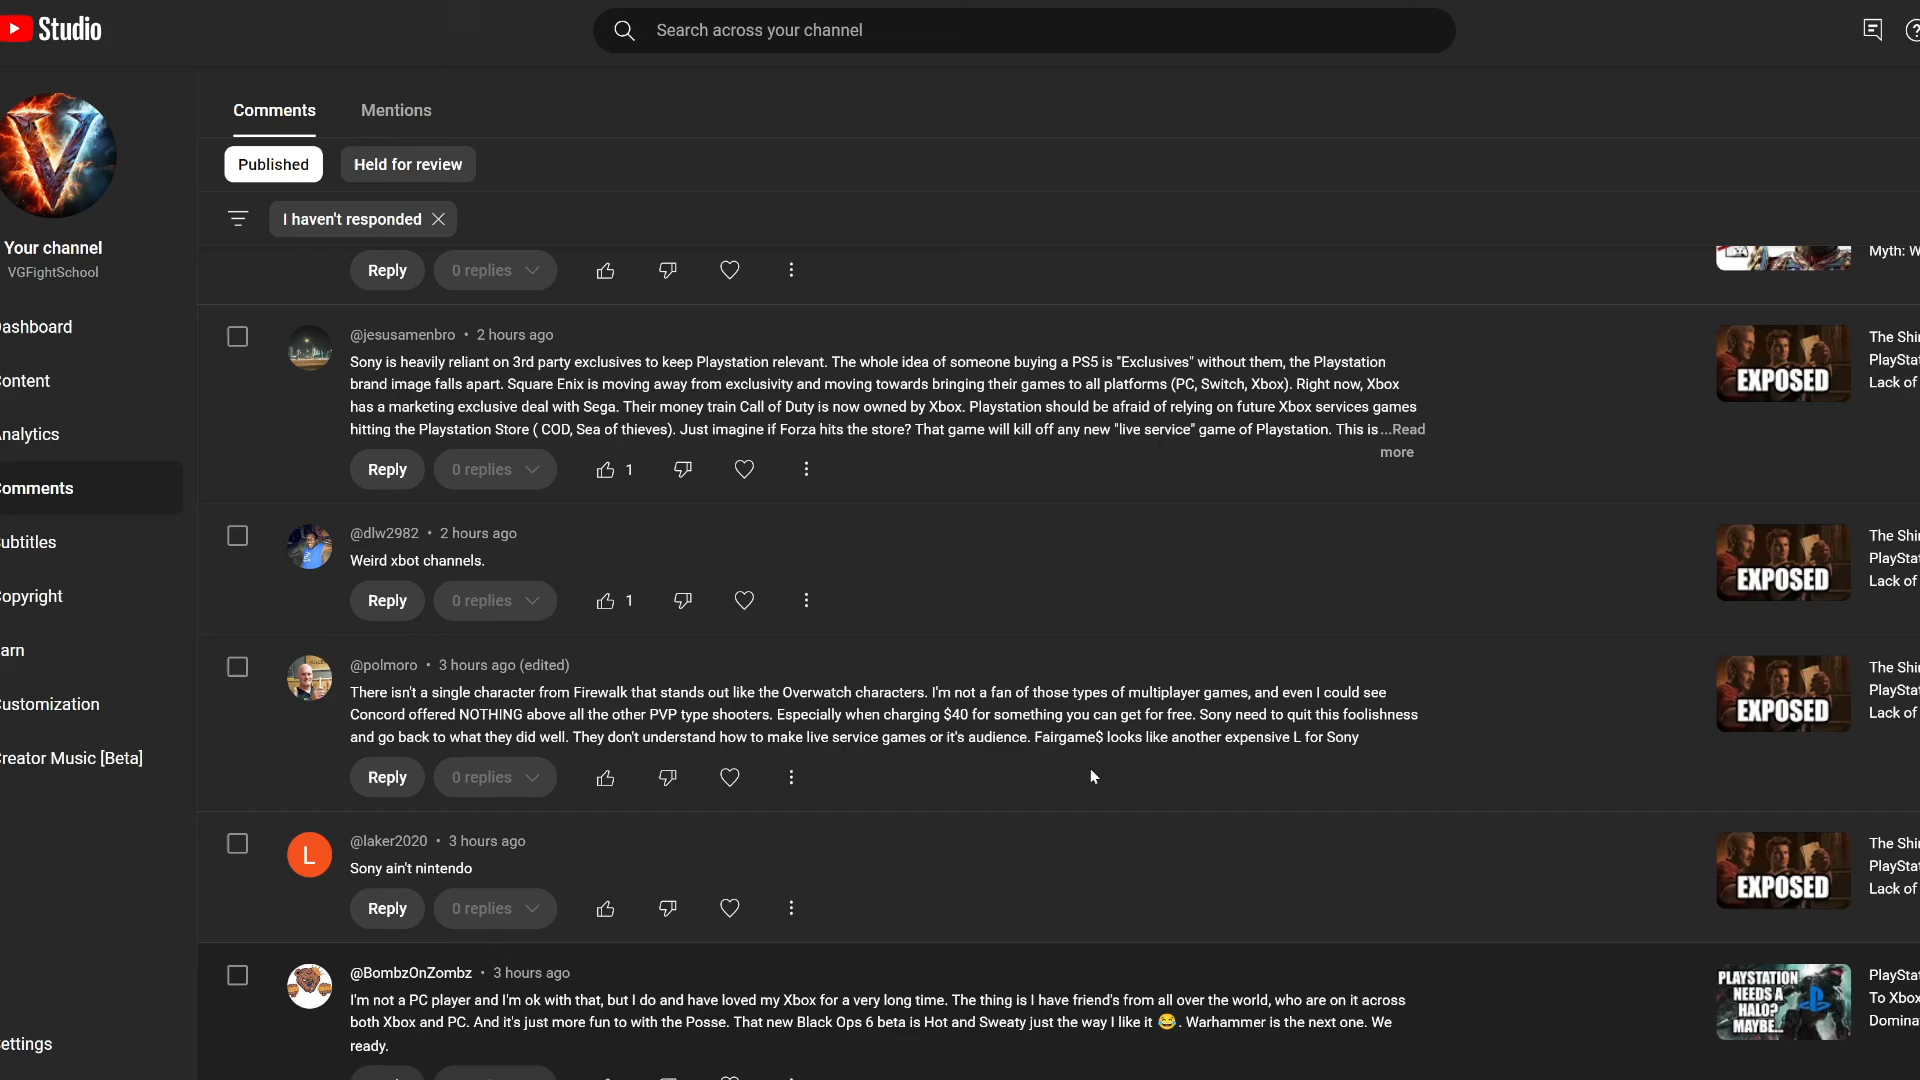 Studio
Search across your channel
Comments
Mentions
Published
Held for review
I haven't responded
Your channel
VGFightSchool
ashboard
ontent
nalytics
omments
ubtitles
opyright
arn
ustomization
reator Music [Beta]
ettings
Reply
0 replies
Myth: W
@jesusamenbro • 2 hours ago
Sony is heavily reliant on 3rd party exclusives to keep Playstation relevant. The whole idea of someone buying a PS5 is "Exclusives" without them, the Playstation
brand image falls apart. Square Enix is moving away from exclusivity and moving towards bringing their games to all platforms (PC, Switch, Xbox). Right now, Xbox
has a marketing exclusive deal with Sega. Their money train Call of Duty is now owned by Xbox. Playstation should be afraid of relying on future Xbox services games
hitting the Playstation Store ( COD, Sea of thieves). Just imagine if Forza hits the store? That game will kill off any new "live service" game of Playstation. This is ...Read
more
Reply
0 replies
1
EXPOSED
The Shi
PlaySta
Lack of
@dlw2982 • 2 hours ago
Weird xbot channels.
Reply
0 replies
1
EXPOSED
The Shi
PlaySta
Lack of
@polmoro • 3 hours ago (edited)
There isn't a single character from Firewalk that stands out like the Overwatch characters. I'm not a fan of those types of multiplayer games, and even I could see
Concord offered NOTHING above all the other PVP type shooters. Especially when charging $40 for something you can get for free. Sony need to quit this foolishness
and go back to what they did well. They don't understand how to make live service games or it's audience. Fairgame$ looks like another expensive L for Sony
Reply
0 replies
EXPOSED
The Shi
PlaySta
Lack of
L
@laker2020 • 3 hours ago
Sony ain't nintendo
Reply
0 replies
EXPOSED
The Shi
PlaySta
Lack of
@BombzOnZombz • 3 hours ago
I'm not a PC player and I'm ok with that, but I do and have loved my Xbox for a very long time. The thing is I have friend's from all over the world, who are on it across
both Xbox and PC. And it's just more fun to with the Posse. That new Black Ops 6 beta is Hot and Sweaty just the way I like it 😂. Warhammer is the next one. We
ready.
PLAYSTATION
NEEDS A
HALO?
MAYBE...
PlaySta
To Xbox
Domina